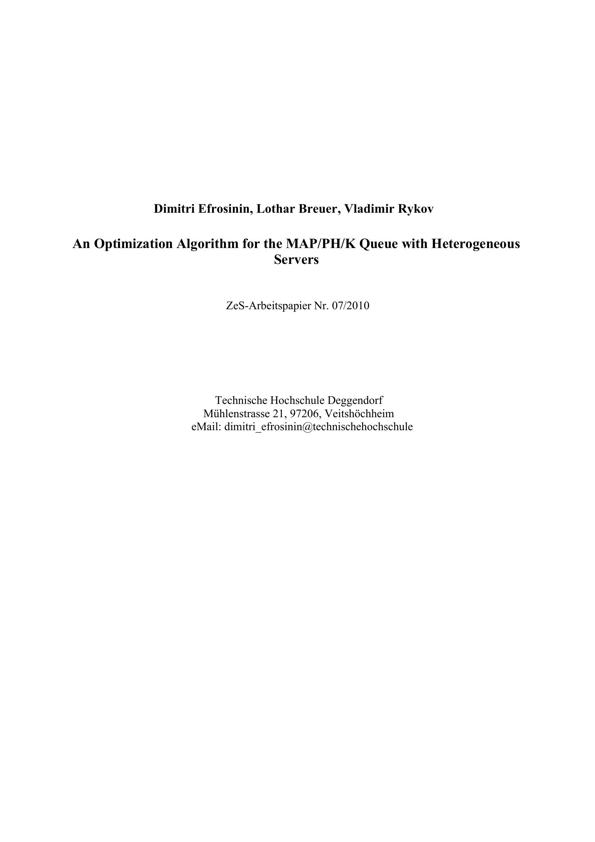 Dimitri Efrosinin, Lothar Breuer, Vladimir Rykov
An Optimization Algorithm for the MAP/PH/K Queue with Heterogeneous
Servers
ZeS-Arbeitspapier Nr. 07/2010
Technische Hochschule Deggendorf
Mühlenstrasse 21, 97206, Veitshöchheim
eMail: dimitri_efrosinin@technischehochschule